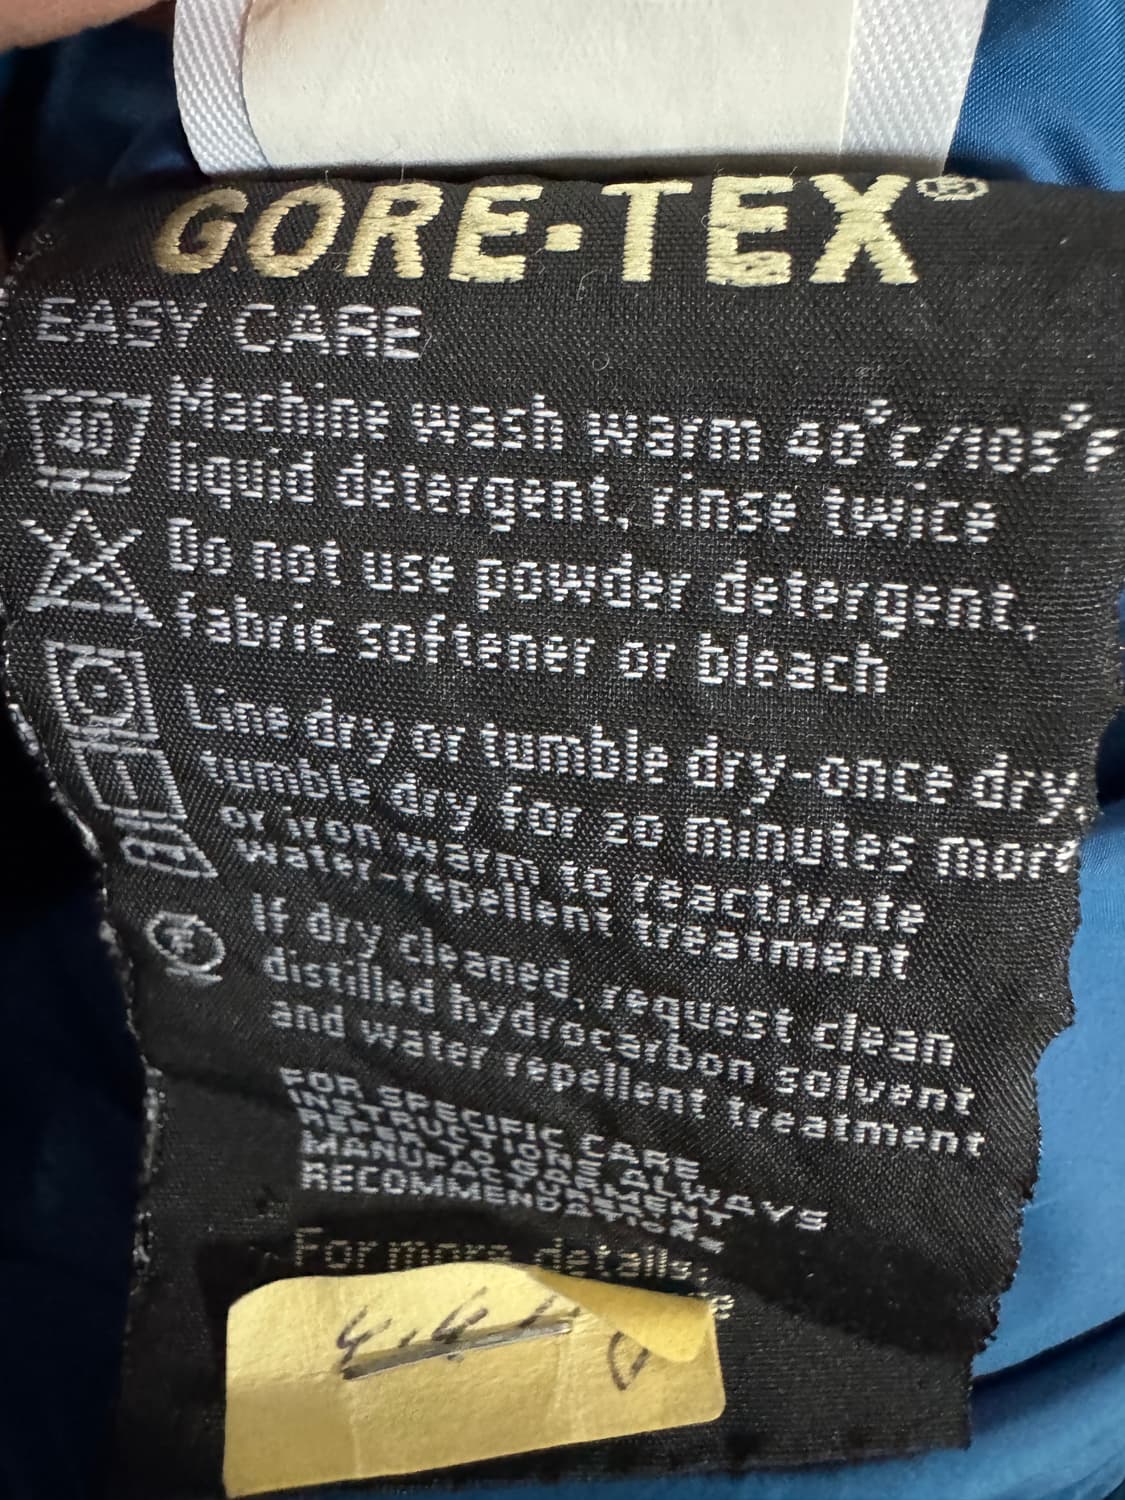 GORE-TEX®
EASY CARE
40
Machine wash warm 40°C/105°F
liquid detergent, rinse twice
Do not use powder detergent,
fabric softener or bleach
Line dry or tumble dry-once dry,
tumble dry for 20 minutes more
or iron warm to reactivate
water-repellent treatment
If dry cleaned, request clean
distilled hydrocarbon solvent
and water repellent treatment
FOR SPECIFIC CARE
INSTRUCTIONS ALWAYS
REFER TO GARMENT
MANUFACTURER
RECOMMENDATION.
For more details,